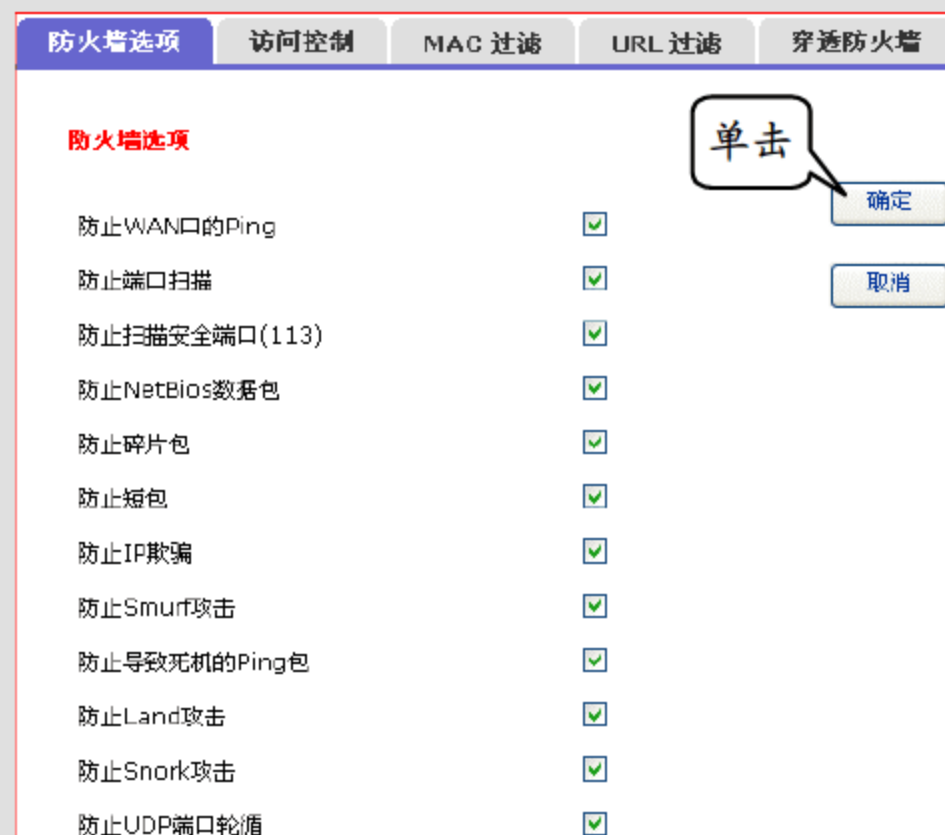 防火墙选项 访问控制 MAC 过滤 URL 过滤 穿透防火墙
防火墙选项
单击
确定
防止WAN口的Ping
防止端口扫描
取消
防止扫描安全端口(113)
防止NetBios数据包
防止碎片包
防止短包
防止IP欺骗
防止Smurf攻击
防止导致死机的Ping包
防止Land攻击
防止Snork攻击
防止UDP端口轮循